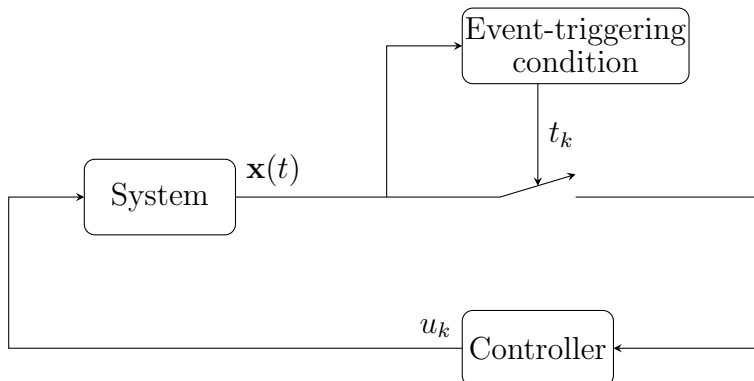 Event-triggering
condition
t_k
x(t)
System
u_k
Controller